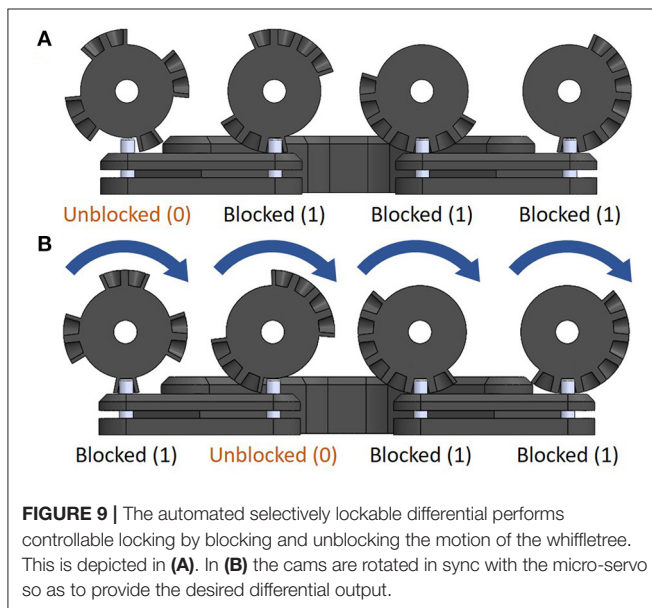 A
Unblocked (0) Blocked (1) Blocked (1) Blocked (1)
B
Blocked (1) Unblocked (0) Blocked (1) Blocked (1)
FIGURE 9 | The automated selectively lockable differential performs
controllable locking by blocking and unblocking the motion of the whiffletree.
This is depicted in (A). In (B) the cams are rotated in sync with the micro-servo
so as to provide the desired differential output.